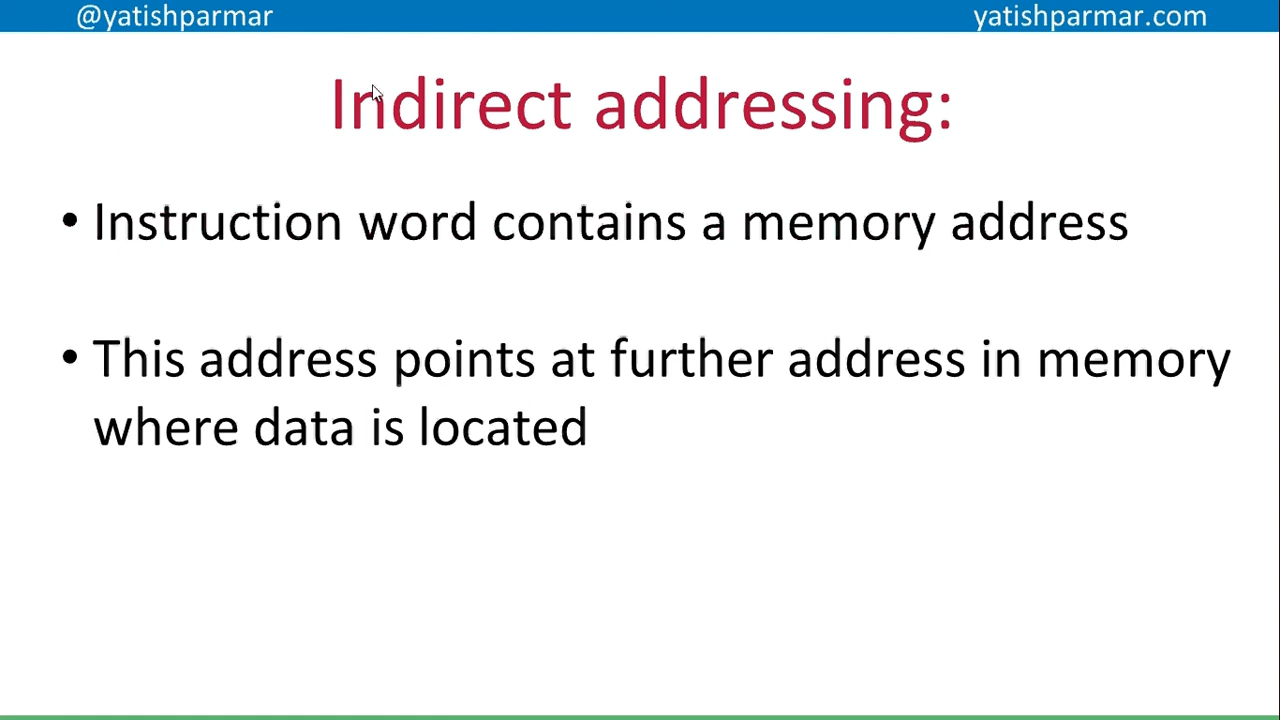 @yatishparmar
yatishparmar.com
Indirect addressing:
• Instruction word contains a memory address
• This address points at further address in memory
where data is located